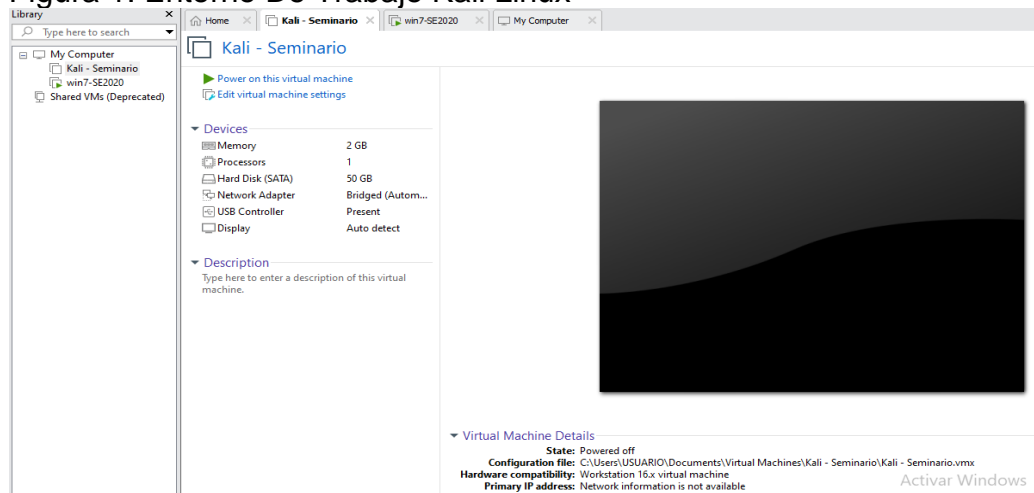 Figura 1. Entorno De Trabajo Kali Linux
Library ×
Type here to search
My Computer
Kali - Seminario
win7-SE2020
Shared VMs (Deprecated)
Home × Kali - Seminario × win7-SE2020 × My Computer ×
Kali - Seminario
Power on this virtual machine
Edit virtual machine settings
Devices
Memory 2 GB
Processors 1
Hard Disk (SATA) 50 GB
Network Adapter Bridged (Autom...
USB Controller Present
Display Auto detect
Description
Type here to enter a description of this virtual
machine.
Virtual Machine Details
State: Powered off
Configuration file: C:\Users\USUARIO\Documents\Virtual Machines\Kali - Seminario\Kali - Seminario.vmx
Hardware compatibility: Workstation 16.x virtual machine
Primary IP address: Network information is not available
Activar Windows